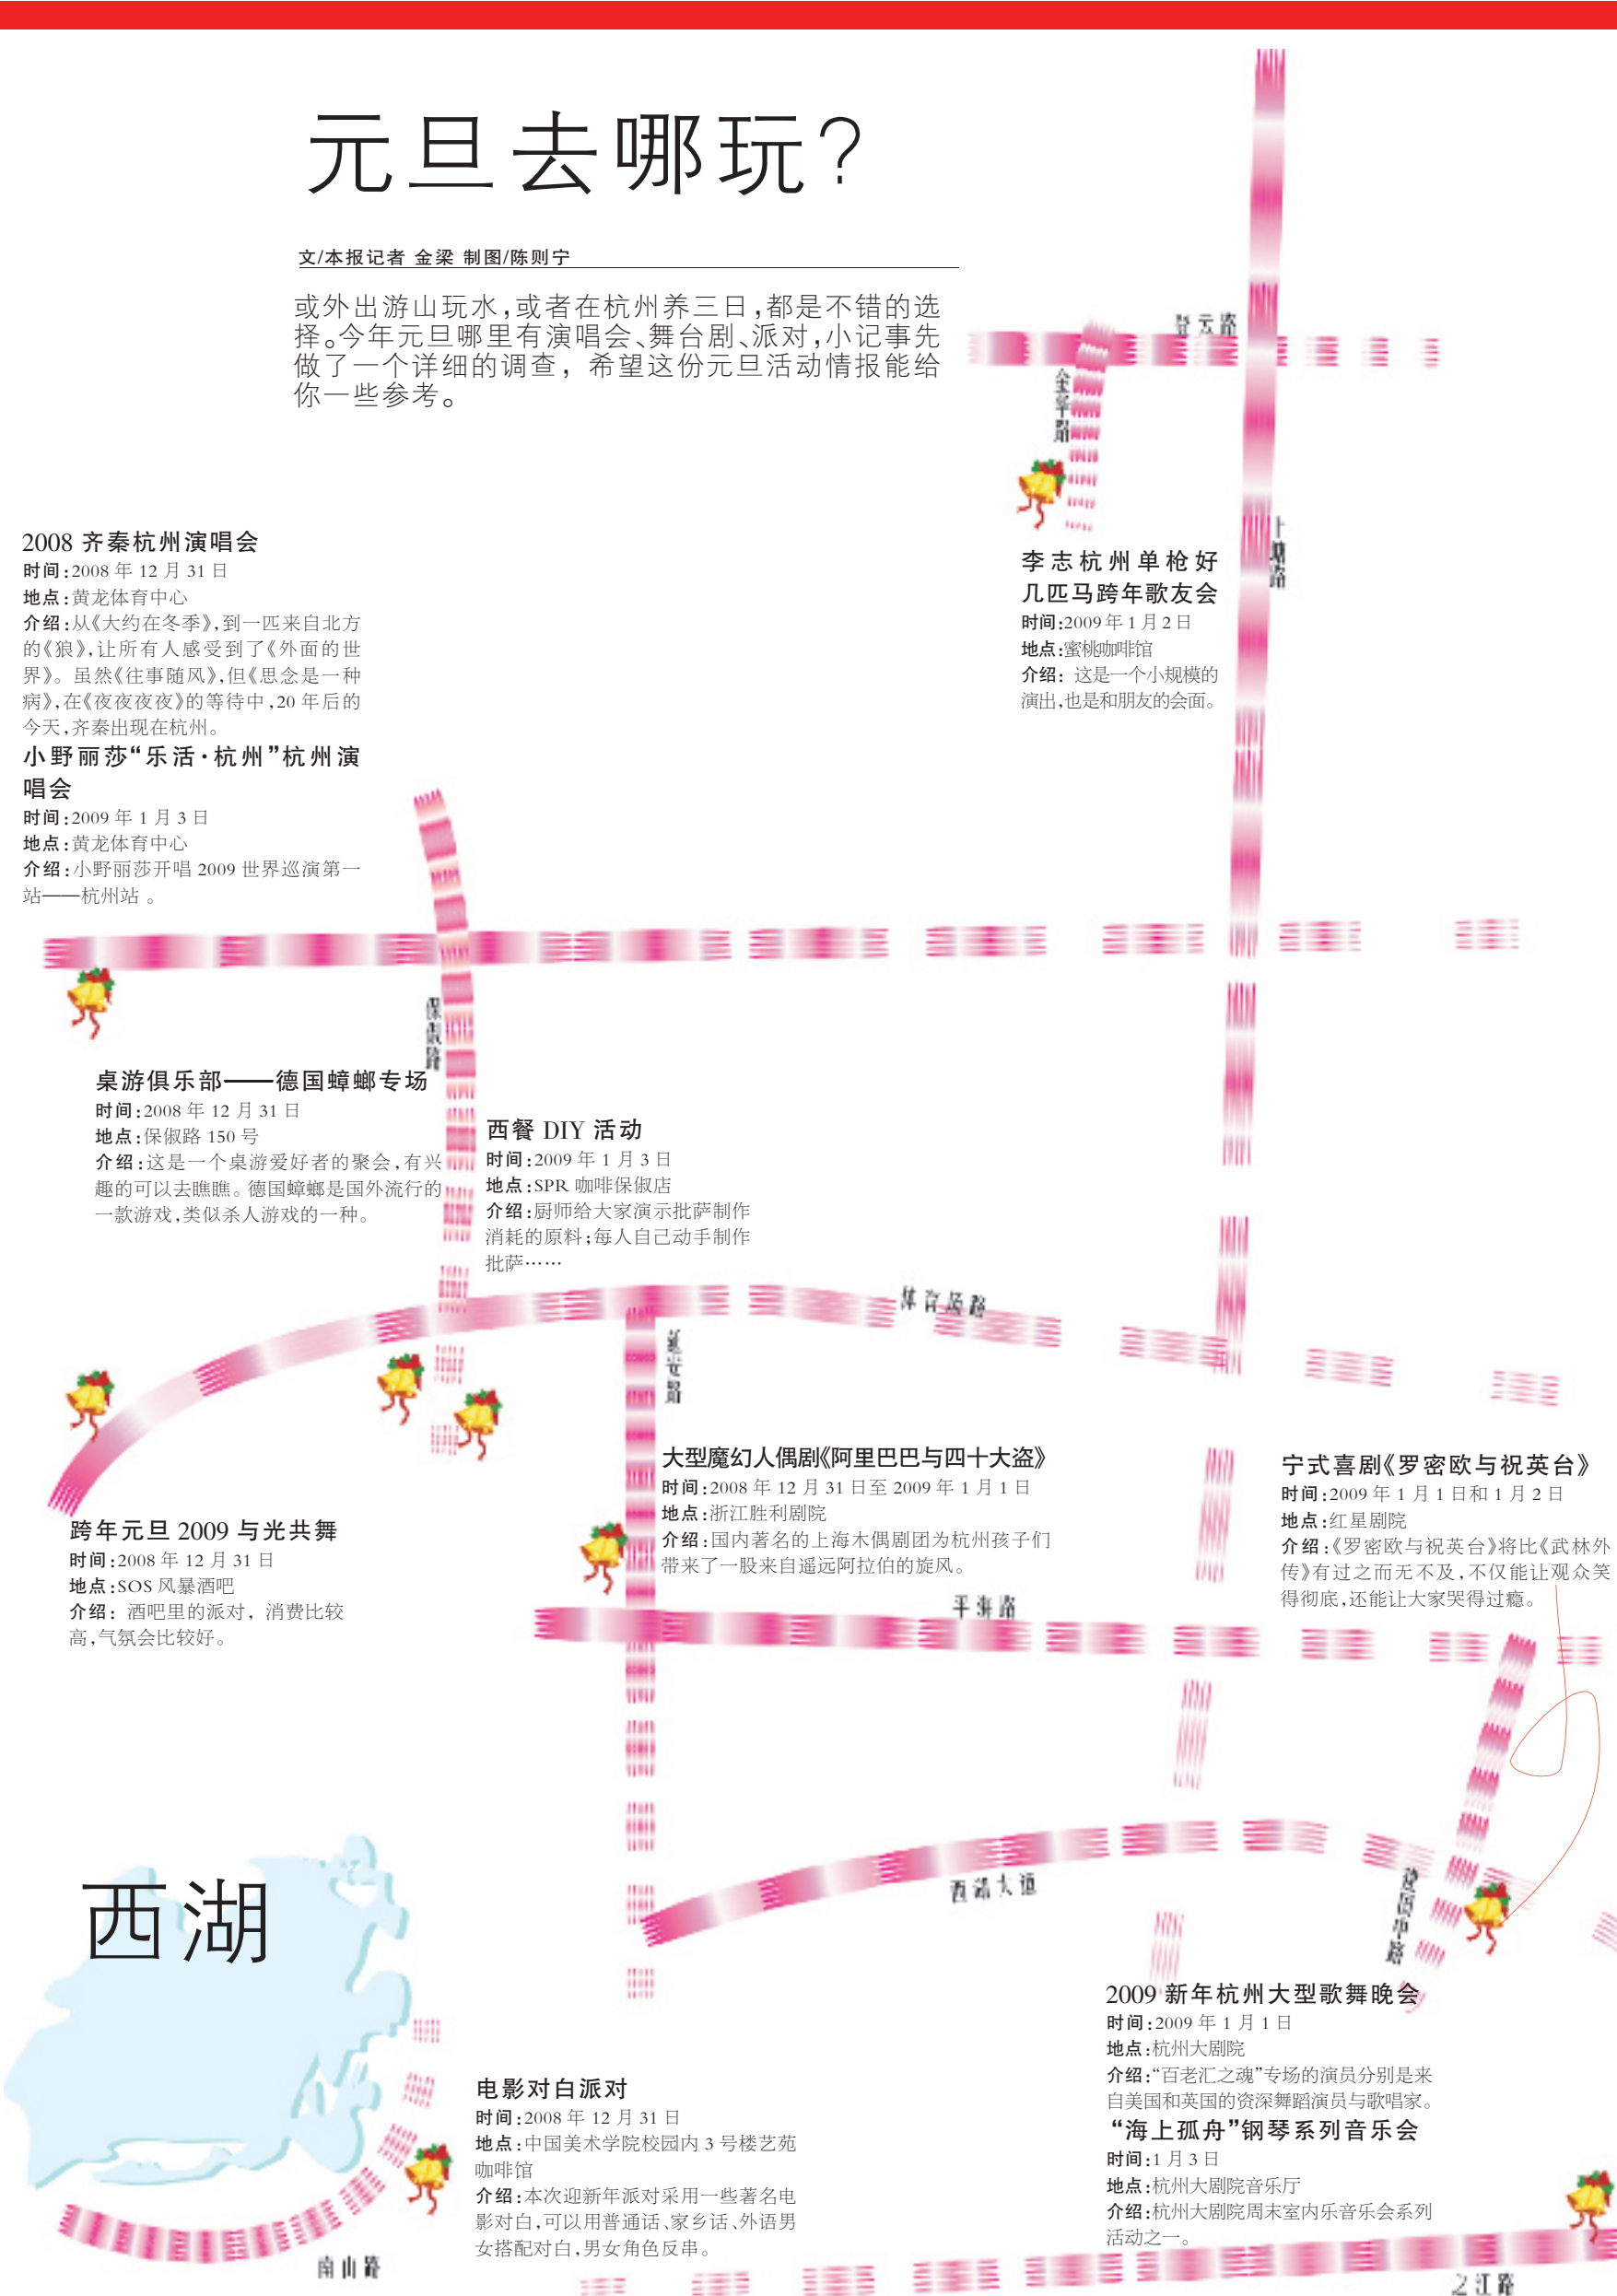 元旦去哪玩?
文/本报记者 金梁 制图/陈则宁
或外出游山玩水,或者在杭州养三日,都是不错的选
择。今年元旦哪里有演唱会、舞台剧、派对,小记事先
做了一个详细的调查，希望这份元旦活动情报能给
你一些参考。
登云路
金华路
上塘路
李志杭州单枪好
几匹马跨年歌友会
时间:2009年1月2日
地点:蜜桃咖啡馆
介绍：这是一个小规模的
演出,也是和朋友的会面。
2008 齐秦杭州演唱会
时间:2008 年 12 月 31 日
地点:黄龙体育中心
介绍:从《大约在冬季》,到一匹来自北方
的《狼》,让所有人感受到了《外面的世
界》。虽然《往事随风》,但《思念是一种
病》,在《夜夜夜夜》的等待中,20 年后的
今天,齐秦出现在杭州。
小野丽莎“乐活·杭州”杭州演
唱会
时间:2009 年 1 月 3 日
地点:黄龙体育中心
介绍:小野丽莎开唱 2009 世界巡演第一
站——杭州站 。
保俶路
桌游俱乐部——德国蟑螂专场
时间:2008 年 12 月 31 日
地点:保俶路 150 号
介绍:这是一个桌游爱好者的聚会,有兴
趣的可以去瞧瞧。德国蟑螂是国外流行的
一款游戏,类似杀人游戏的一种。
西餐 DIY 活动
时间:2009 年 1 月 3 日
地点:SPR 咖啡保俶店
介绍:厨师给大家演示批萨制作
消耗的原料;每人自己动手制作
批萨……
体育场路
延安路
大型魔幻人偶剧《阿里巴巴与四十大盗》
时间:2008 年 12 月 31 日至 2009 年 1 月 1 日
地点:浙江胜利剧院
介绍:国内著名的上海木偶剧团为杭州孩子们
带来了一股来自遥远阿拉伯的旋风。
宁式喜剧《罗密欧与祝英台》
时间:2009 年 1 月 1 日和 1 月 2 日
地点:红星剧院
介绍:《罗密欧与祝英台》将比《武林外
传》有过之而无不及,不仅能让观众笑
得彻底,还能让大家哭得过瘾。
跨年元旦 2009 与光共舞
时间:2008 年 12 月 31 日
地点:SOS 风暴酒吧
介绍：酒吧里的派对，消费比较
高,气氛会比较好。
平海路
西湖
西湖大道
建国中路
2009 新年杭州大型歌舞晚会
时间:2009 年 1 月 1 日
地点:杭州大剧院
介绍:“百老汇之魂”专场的演员分别是来
自美国和英国的资深舞蹈演员与歌唱家。
“海上孤舟”钢琴系列音乐会
时间:1 月 3 日
地点:杭州大剧院音乐厅
介绍:杭州大剧院周末室内乐音乐会系列
活动之一。
电影对白派对
时间:2008 年 12 月 31 日
地点:中国美术学院校园内 3 号楼艺苑
咖啡馆
介绍:本次迎新年派对采用一些著名电
影对白,可以用普通话、家乡话、外语男
女搭配对白,男女角色反串。
南山路
之江路